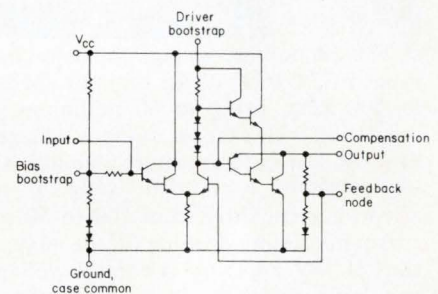 Driver
bootstrap
VCC
Input
Bias
bootstrap
Compensation
Output
Feedback
node
Ground,
case common